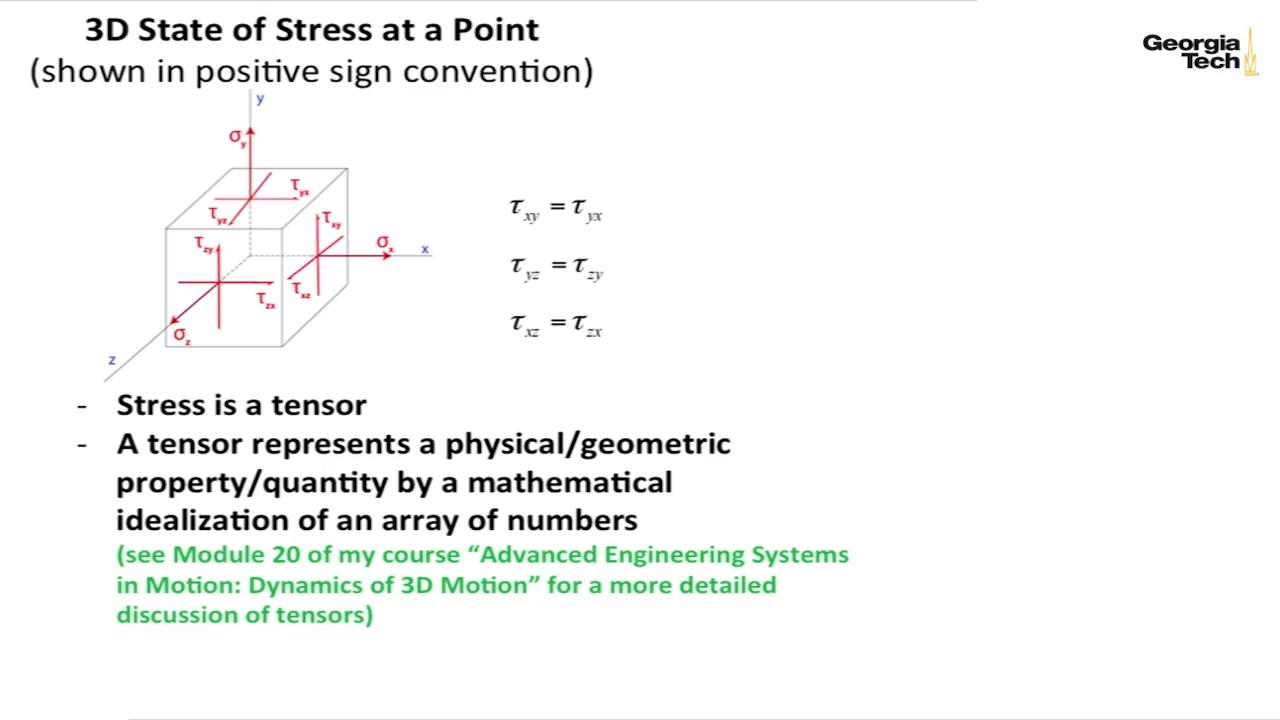 3D State of Stress at a Point
(shown in positive sign convention)
Georgia
Tech
y
σy
τyx
τyz
τxy
τzy
σx
x
τxz
τzx
σz
z
τxy = τyx
τyz = τzy
τxz = τzx
- Stress is a tensor
- A tensor represents a physical/geometric
property/quantity by a mathematical
idealization of an array of numbers
(see Module 20 of my course “Advanced Engineering Systems
in Motion: Dynamics of 3D Motion” for a more detailed
discussion of tensors)